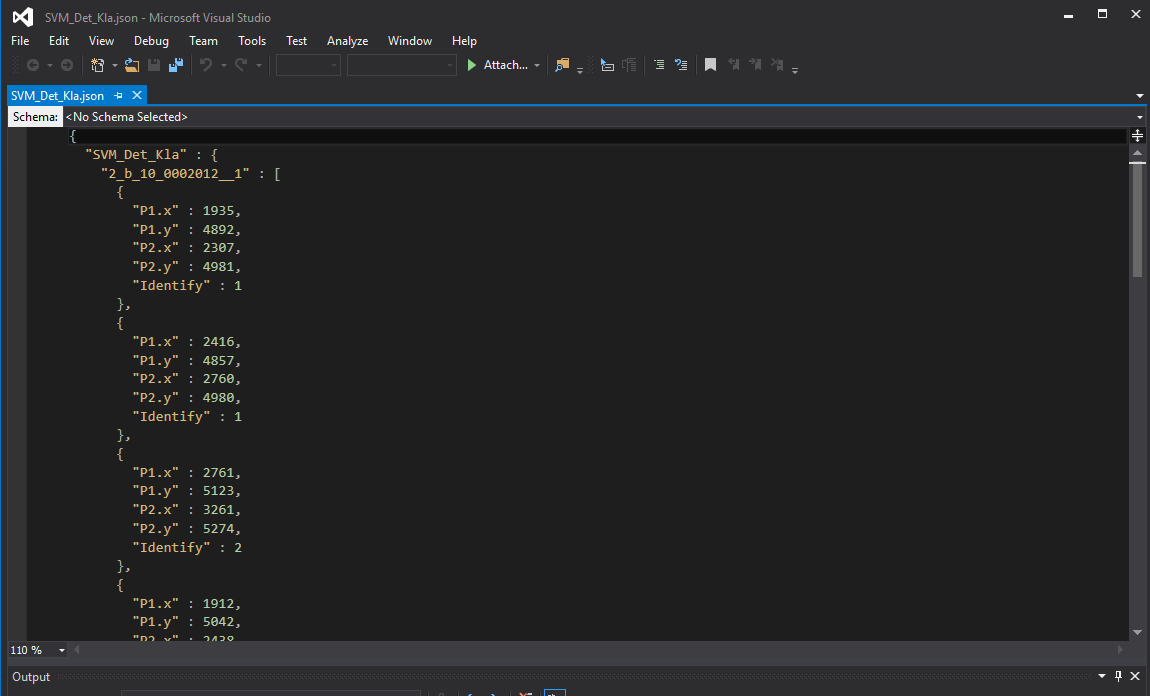 SVM_Det_Kla.json - Microsoft Visual Studio
File Edit View Debug Team Tools Test Analyze Window Help
Attach...
SVM_Det_Kla.json
Schema: <No Schema Selected>
{
"SVM_Det_Kla" : {
"2_b_10_0002012__1" : [
{
"P1.x" : 1935,
"P1.y" : 4892,
"P2.x" : 2307,
"P2.y" : 4981,
"Identify" : 1
},
{
"P1.x" : 2416,
"P1.y" : 4857,
"P2.x" : 2760,
"P2.y" : 4980,
"Identify" : 1
},
{
"P1.x" : 2761,
"P1.y" : 5123,
"P2.x" : 3261,
"P2.y" : 5274,
"Identify" : 2
},
{
"P1.x" : 1912,
"P1.y" : 5042,
"P2.x" : 2438
110 %
Output